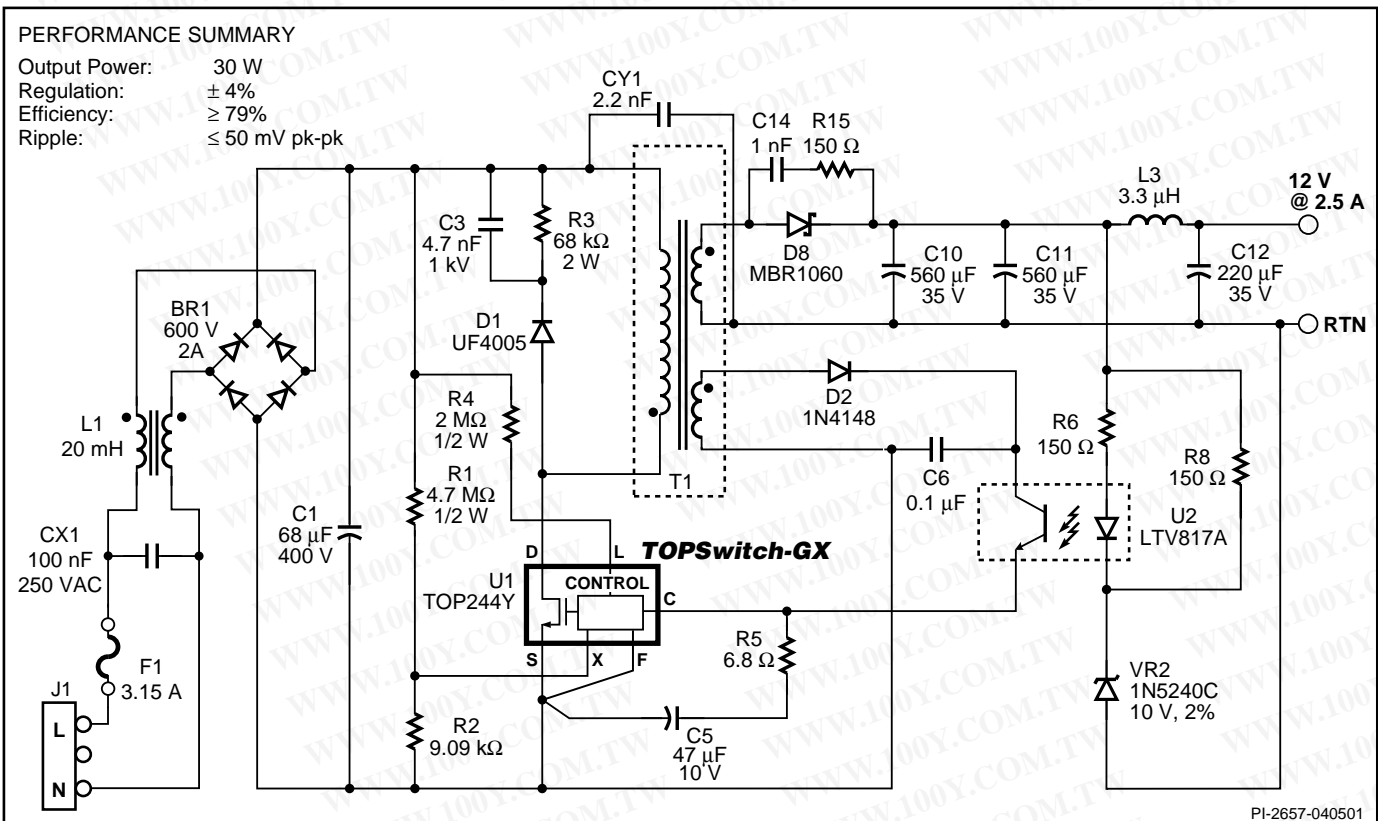 PERFORMANCE SUMMARY
Output Power: 30 W
Regulation: ± 4%
Efficiency: ≥ 79%
Ripple: ≤ 50 mV pk-pk
CY1
2.2 nF
C14
1 nF
R15
150 Ω
L3
3.3 µH
12 V
@ 2.5 A
C3
4.7 nF
1 kV
R3
68 kΩ
2 W
D8
MBR1060
C10
560 µF
35 V
C11
560 µF
35 V
C12
220 µF
35 V
RTN
BR1
600 V
2A
D1
UF4005
D2
1N4148
L1
20 mH
R4
2 MΩ
1/2 W
R1
4.7 MΩ
1/2 W
T1
C6
0.1 µF
R6
150 Ω
R8
150 Ω
U2
LTV817A
CX1
100 nF
250 VAC
C1
68 µF
400 V
D
L
TOPSwitch-GX
U1
TOP244Y
CONTROL
C
S
X
F
R5
6.8 Ω
F1
3.15 A
J1
L
N
R2
9.09 kΩ
C5
47 µF
10 V
VR2
1N5240C
10 V, 2%
PI-2657-040501
WWW.100Y.COM.TW